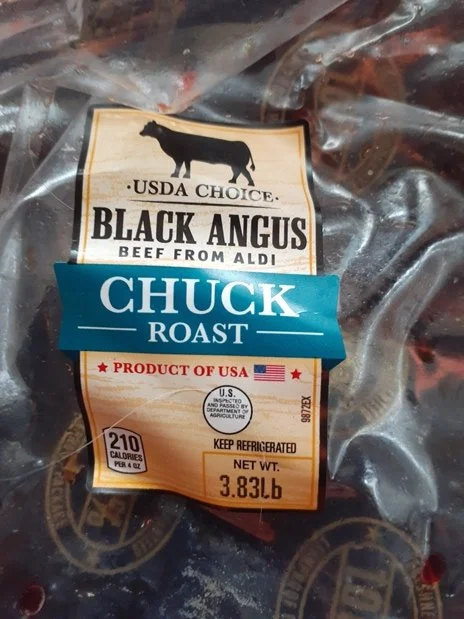 ·USDA CHOICE·
BLACK ANGUS
BEEF FROM ALDI
CHUCK
ROAST
PRODUCT OF USA
U.S.
INSPECTED
AND PASSED BY
DEPARTMENT OF
AGRICULTURE
9877EX
210
CALORIES
PER 4 OZ
KEEP REFRIGERATED
NET WT.
3.83Lb